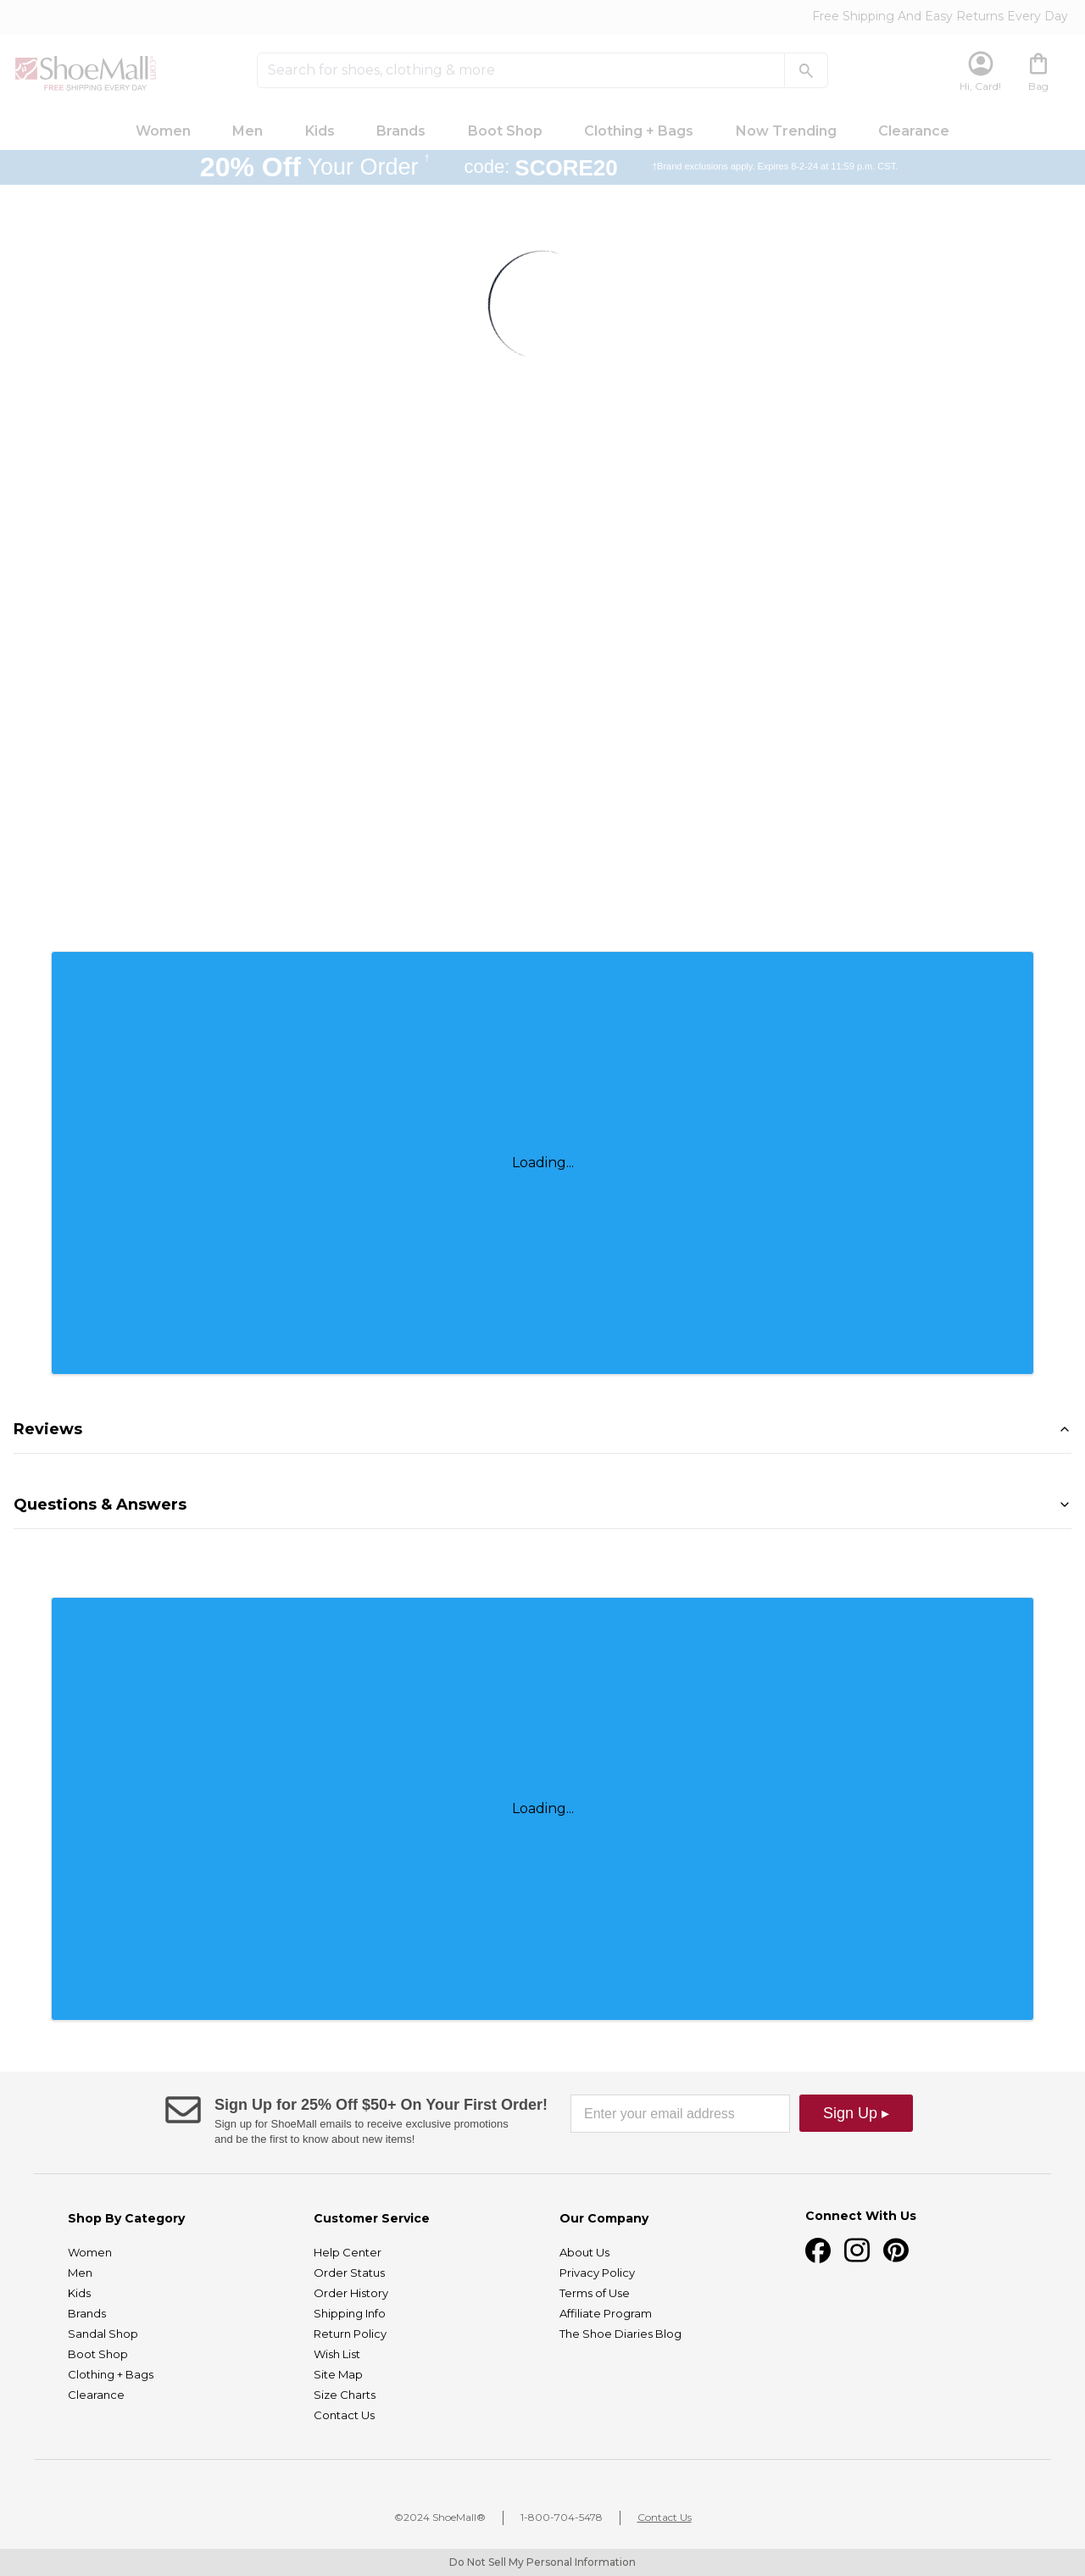 Free Shipping And Easy Returns Every Day
ShoeMall.com
FREE SHIPPING EVERY DAY
Search for shoes, clothing & more
Hi, Card!
Bag
Women Men Kids Brands Boot Shop Clothing + Bags Now Trending Clearance
20% Off Your Order † code: SCORE20 †Brand exclusions apply. Expires 8-2-24 at 11:59 p.m. CST.
Loading...
Reviews
Questions & Answers
Loading...
Sign Up for 25% Off $50+ On Your First Order!
Sign up for ShoeMall emails to receive exclusive promotions
and be the first to know about new items!
Enter your email address
Sign Up ▸
Shop By Category
Women
Men
Kids
Brands
Sandal Shop
Boot Shop
Clothing + Bags
Clearance
Customer Service
Help Center
Order Status
Order History
Shipping Info
Return Policy
Wish List
Site Map
Size Charts
Contact Us
Our Company
About Us
Privacy Policy
Terms of Use
Affiliate Program
The Shoe Diaries Blog
Connect With Us
©2024 ShoeMall® 1-800-704-5478 Contact Us
Do Not Sell My Personal Information